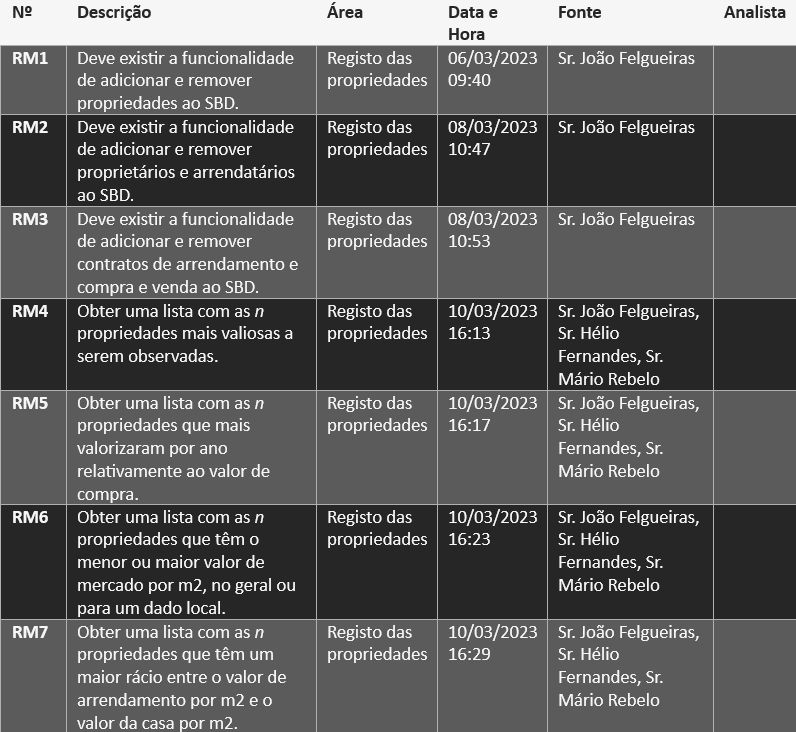 Nº Descrição Área Data e Hora Fonte Analista
RM1 Deve existir a funcionalidade Registo das 06/03/2023 Sr. João Felgueiras
de adicionar e remover propriedades 09:40
propriedades ao SBD.
RM2 Deve existir a funcionalidade Registo das 08/03/2023 Sr. João Felgueiras
de adicionar e remover propriedades 10:47
proprietários e arrendatários
ao SBD.
RM3 Deve existir a funcionalidade Registo das 08/03/2023 Sr. João Felgueiras
de adicionar e remover propriedades 10:53
contratos de arrendamento e
compra e venda ao SBD.
RM4 Obter uma lista com as n Registo das 10/03/2023 Sr. João Felgueiras,
propriedades mais valiosas a propriedades 16:13 Sr. Hélio
serem observadas. Fernandes, Sr.
Mário Rebelo
RM5 Obter uma lista com as n Registo das 10/03/2023 Sr. João Felgueiras,
propriedades que mais propriedades 16:17 Sr. Hélio
valorizaram por ano Fernandes, Sr.
relativamente ao valor de Mário Rebelo
compra.
RM6 Obter uma lista com as n Registo das 10/03/2023 Sr. João Felgueiras,
propriedades que têm o propriedades 16:23 Sr. Hélio
menor ou maior valor de Fernandes, Sr.
mercado por m2, no geral ou Mário Rebelo
para um dado local.
RM7 Obter uma lista com as n Registo das 10/03/2023 Sr. João Felgueiras,
propriedades que têm um propriedades 16:29 Sr. Hélio
maior rácio entre o valor de Fernandes, Sr.
arrendamento por m2 e o Mário Rebelo
valor da casa por m2.